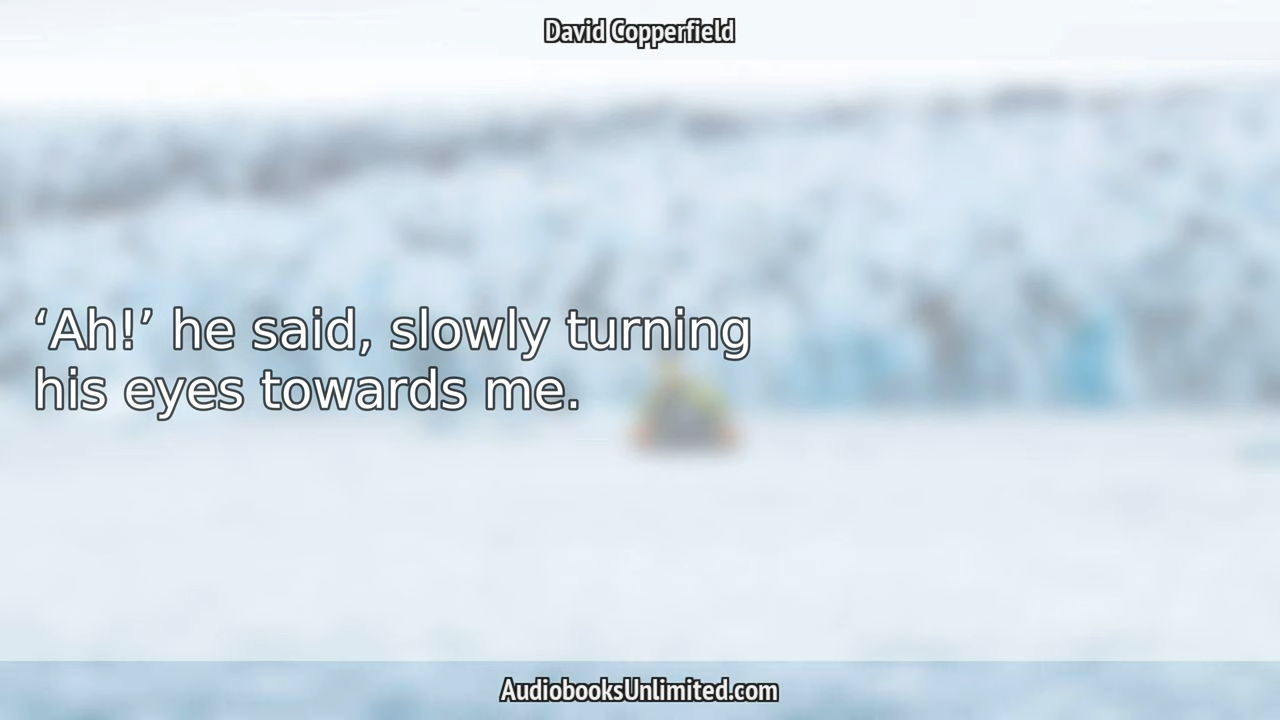 David Copperfield
‘Ah!’ he said, slowly turning
his eyes towards me.
AudiobooksUnlimited.com